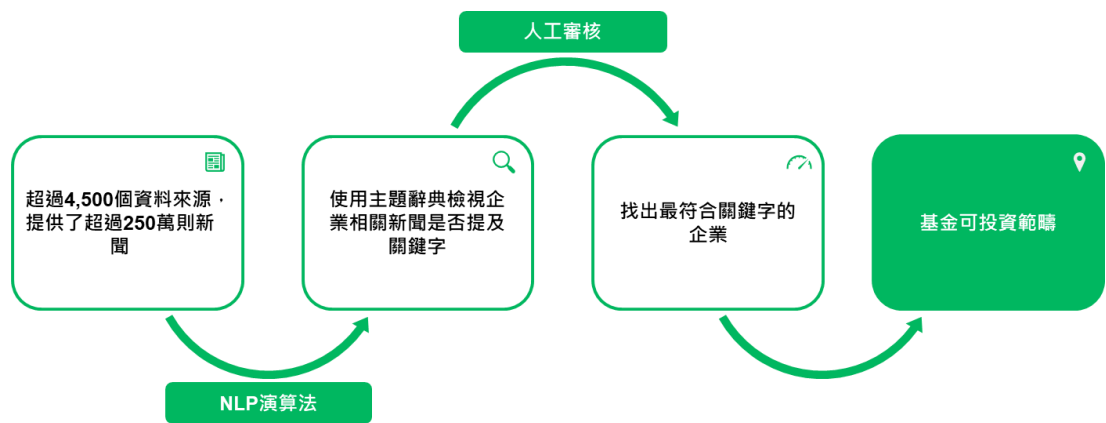 人工審核
超過4,500個資料來源，
提供了超過250萬則新
聞
使用主題辭典檢視企
業相關新聞是否提及
關鍵字
找出最符合關鍵字的
企業
基金可投資範疇
NLP演算法